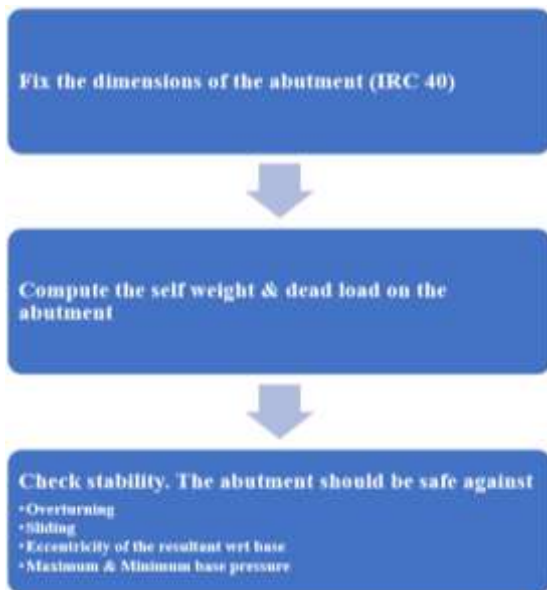 Fix the dimensions of the abutment (IRC 40)
Compute the self weight & dead load on the
abutment
Check stability. The abutment should be safe against
•Overturning
•Sliding
•Eccentricity of the resultant wrt base
•Maximum & Minimum base pressure